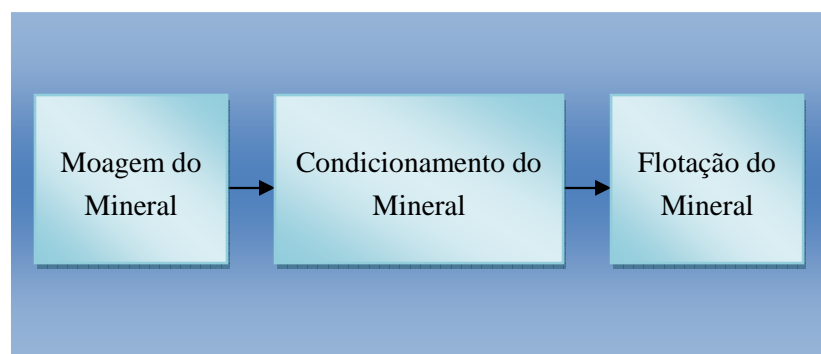 Moagem do
Mineral
Condicionamento do
Mineral
Flotação do
Mineral